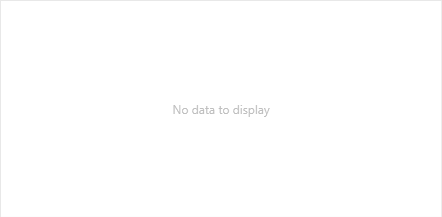 No data to display